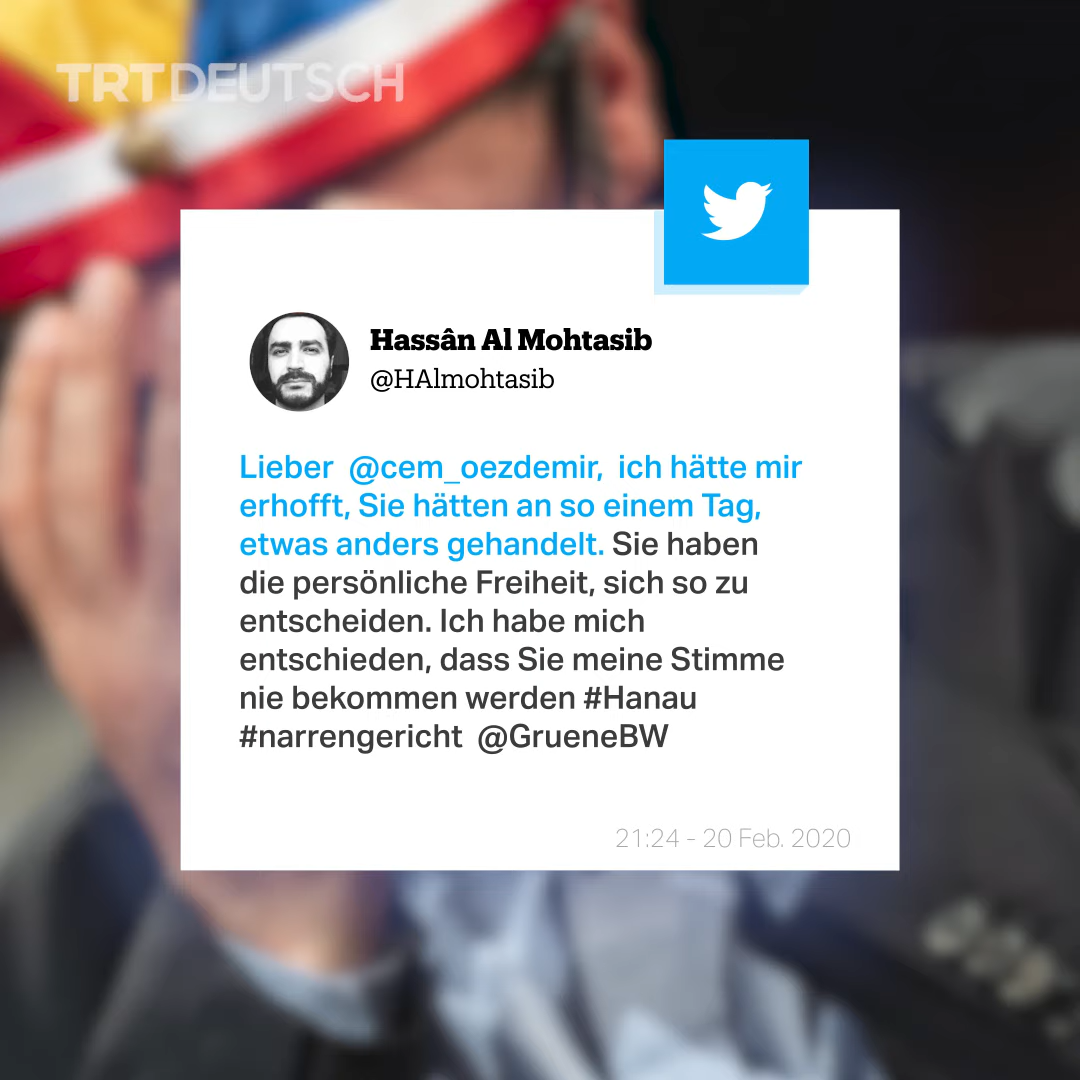 TRTDEUTSCH
Hassân Al Mohtasib
@HAlmohtasib
Lieber @cem_oezdemir, ich hätte mir
erhofft, Sie hätten an so einem Tag,
etwas anders gehandelt. Sie haben
die persönliche Freiheit, sich so zu
entscheiden. Ich habe mich
entschieden, dass Sie meine Stimme
nie bekommen werden #Hanau
#narrengericht @GrueneBW
21:24 - 20 Feb. 2020